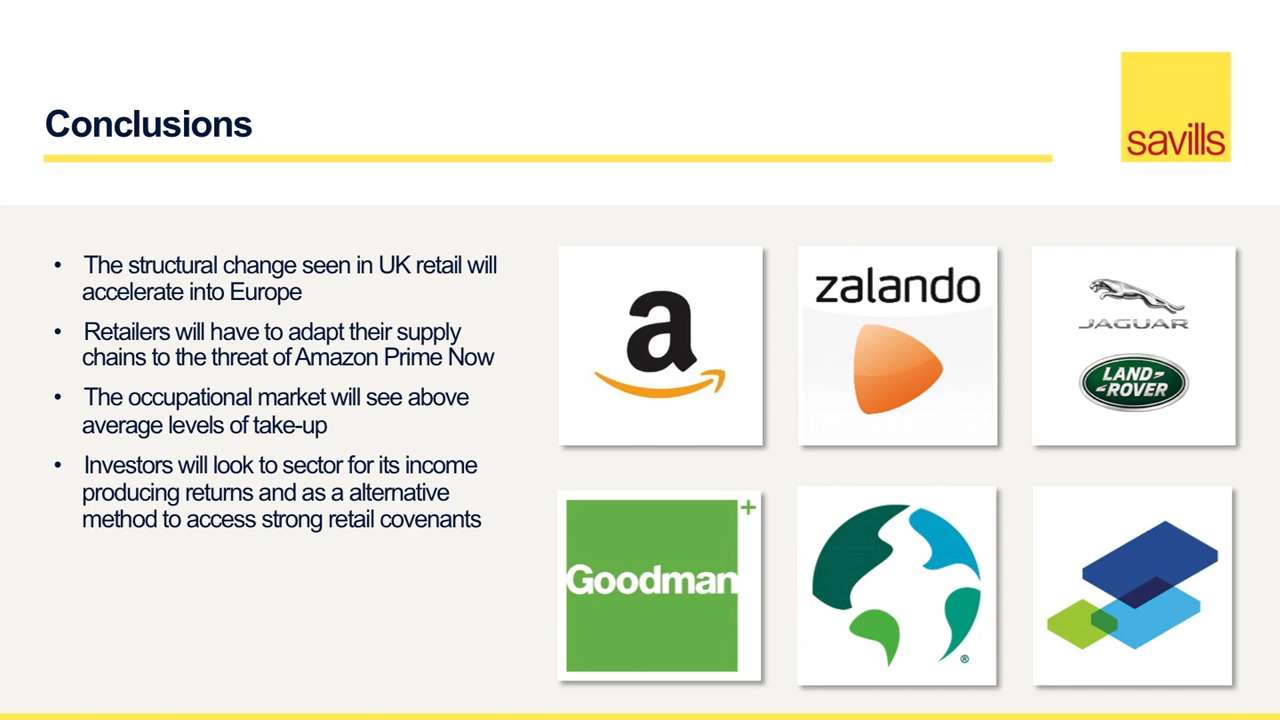 Conclusions
savills
• The structural change seen in UK retail will
accelerate into Europe
• Retailers will have to adapt their supply
chains to the threat of Amazon Prime Now
• The occupational market will see above
average levels of take-up
• Investors will look to sector for its income
producing returns and as a alternative
method to access strong retail covenants
a
zalando
JAGUAR
LAND-
-ROVER
Goodman
+
®